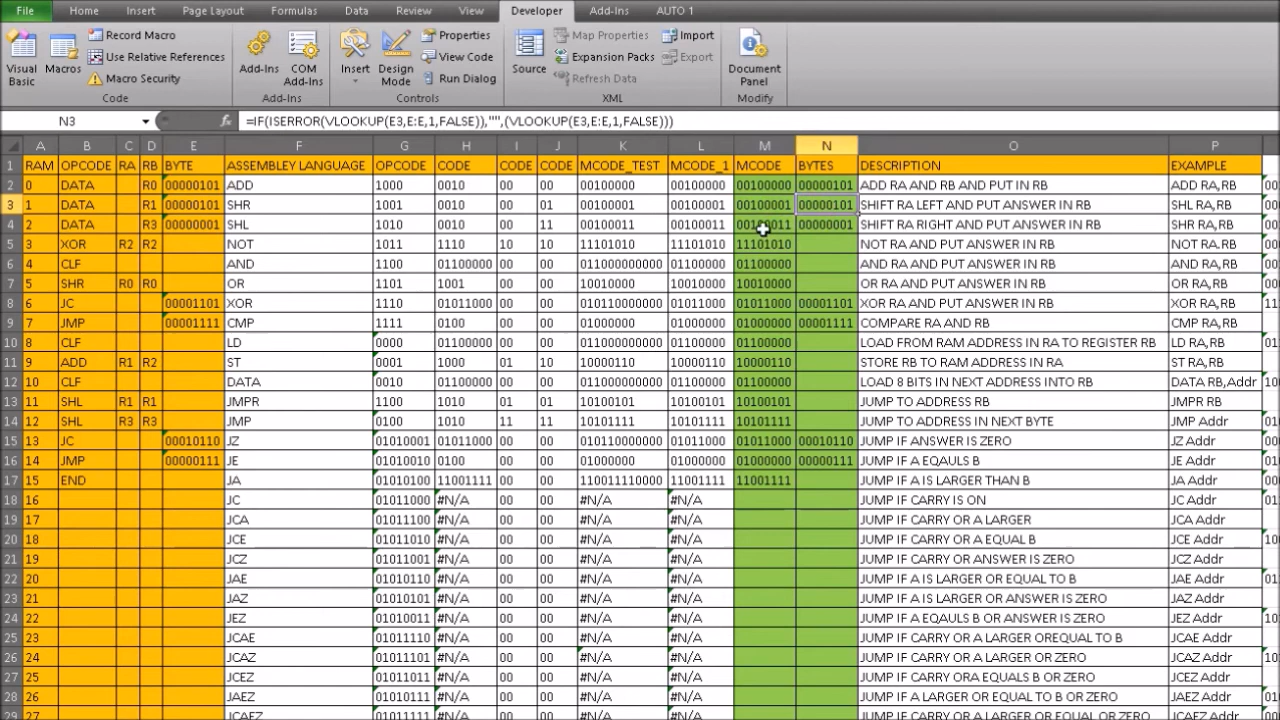 File Home Insert Page Layout Formulas Data Review View Developer Add-Ins AUTO 1
Visual Basic Macros Record Macro Use Relative References Macro Security Add-Ins COM Add-Ins Insert Design Mode Properties View Code Run Dialog Source Map Properties Expansion Packs Refresh Data Import Export Document Panel
Code Add-Ins Controls XML Modify
N3 fx =IF(ISERROR(VLOOKUP(E3,E:E,1,FALSE)),"",(VLOOKUP(E3,E:E,1,FALSE)))
A B C D E F G H I J K L M N O P
1 RAM OPCODE RA RB BYTE ASSEMBLEY LANGUAGE OPCODE CODE CODE CODE MCODE_TEST MCODE_1 MCODE BYTES DESCRIPTION EXAMPLE
2 0 DATA R0 00000101 ADD 1000 0010 00 00 00100000 00100000 00100000 00000101 ADD RA AND RB AND PUT IN RB ADD RA,RB
3 1 DATA R1 00000101 SHR 1001 0010 00 01 00100001 00100001 00100001 00000101 SHIFT RA LEFT AND PUT ANSWER IN RB SHL RA,RB
4 2 DATA R3 00000001 SHL 1010 0010 00 11 00100011 00100011 00100011 00000001 SHIFT RA RIGHT AND PUT ANSWER IN RB SHR RA,RB
5 3 XOR R2 R2 NOT 1011 1110 10 10 11101010 11101010 11101010 NOT RA AND PUT ANSWER IN RB NOT RA,RB
6 4 CLF AND 1100 01100000 00 00 011000000000 01100000 01100000 AND RA AND PUT ANSWER IN RB AND RA,RB
7 5 SHR R0 R0 OR 1101 1001 00 00 10010000 10010000 10010000 OR RA AND PUT ANSWER IN RB OR RA,RB
8 6 JC 00001101 XOR 1110 01011000 00 00 010110000000 01011000 01011000 00001101 XOR RA AND PUT ANSWER IN RB XOR RA,RB
9 7 JMP 00001111 CMP 1111 0100 00 00 01000000 01000000 01000000 00001111 COMPARE RA AND RB CMP RA,RB
10 8 CLF LD 0000 01100000 00 00 011000000000 01100000 01100000 LOAD FROM RAM ADDRESS IN RA TO REGISTER RB LD RA,RB
11 9 ADD R1 R2 ST 0001 1000 01 10 10000110 10000110 10000110 STORE RB TO RAM ADDRESS IN RA ST RA,RB
12 10 CLF DATA 0010 01100000 00 00 011000000000 01100000 01100000 LOAD 8 BITS IN NEXT ADDRESS INTO RB DATA RB,Addr
13 11 SHL R1 R1 JMPR 1100 1010 01 01 10100101 10100101 10100101 JUMP TO ADDRESS RB JMPR RB
14 12 SHL R3 R3 JMP 0100 1010 11 11 10101111 10101111 10101111 JUMP TO ADDRESS IN NEXT BYTE JMP Addr
15 13 JC 00010110 JZ 01010001 01011000 00 00 010110000000 01011000 01011000 00010110 JUMP IF ANSWER IS ZERO JZ Addr
16 14 JMP 00000111 JE 01010010 0100 00 00 01000000 01000000 01000000 00000111 JUMP IF A EQAULS B JE Addr
17 15 END JA 01010100 11001111 00 00 110011110000 11001111 11001111 JUMP IF A IS LARGER THAN B JA Addr
18 16 JC 01011000 #N/A 00 00 #N/A #N/A JUMP IF CARRY IS ON JC Addr
19 17 JCA 01011100 #N/A 00 00 #N/A #N/A JUMP IF CARRY OR A LARGER JCA Addr
20 18 JCE 01011010 #N/A 00 00 #N/A #N/A JUMP IF CARRY OR A EQUAL B JCE Addr
21 19 JCZ 01011001 #N/A 00 00 #N/A #N/A JUMP IF CARRY OR ANSWER IS ZERO JCZ Addr
22 20 JAE 01010110 #N/A 00 00 #N/A #N/A JUMP IF A IS LARGER OR EQUAL TO B JAE Addr
23 21 JAZ 01010101 #N/A 00 00 #N/A #N/A JUMP IF A IS LARGER OR ANSWER IS ZERO JAZ Addr
24 22 JEZ 01010011 #N/A 00 00 #N/A #N/A JUMP IF A EQAULS B OR ANSWER IS ZERO JEZ Addr
25 23 JCAE 01011110 #N/A 00 00 #N/A #N/A JUMP IF CARRY OR A LARGER OREQUAL TO B JCAE Addr
26 24 JCAZ 01011101 #N/A 00 00 #N/A #N/A JUMP IF CARRY OR A LARGER OR ZERO JCAZ Addr
27 25 JCEZ 01011011 #N/A 00 00 #N/A #N/A JUMP IF CARRY ORA EQUALS B OR ZERO JCEZ Addr
28 26 JAEZ 01010111 #N/A 00 00 #N/A #N/A JUMP IF A LARGER OR EQUAL TO B OR ZERO JAEZ Addr
29 27 JCAEZ 01011111 #N/A 00 00 #N/A #N/A JUMP IF CARRY OR A LARGER OR EQUAL OR ZERO JCAEZ Addr